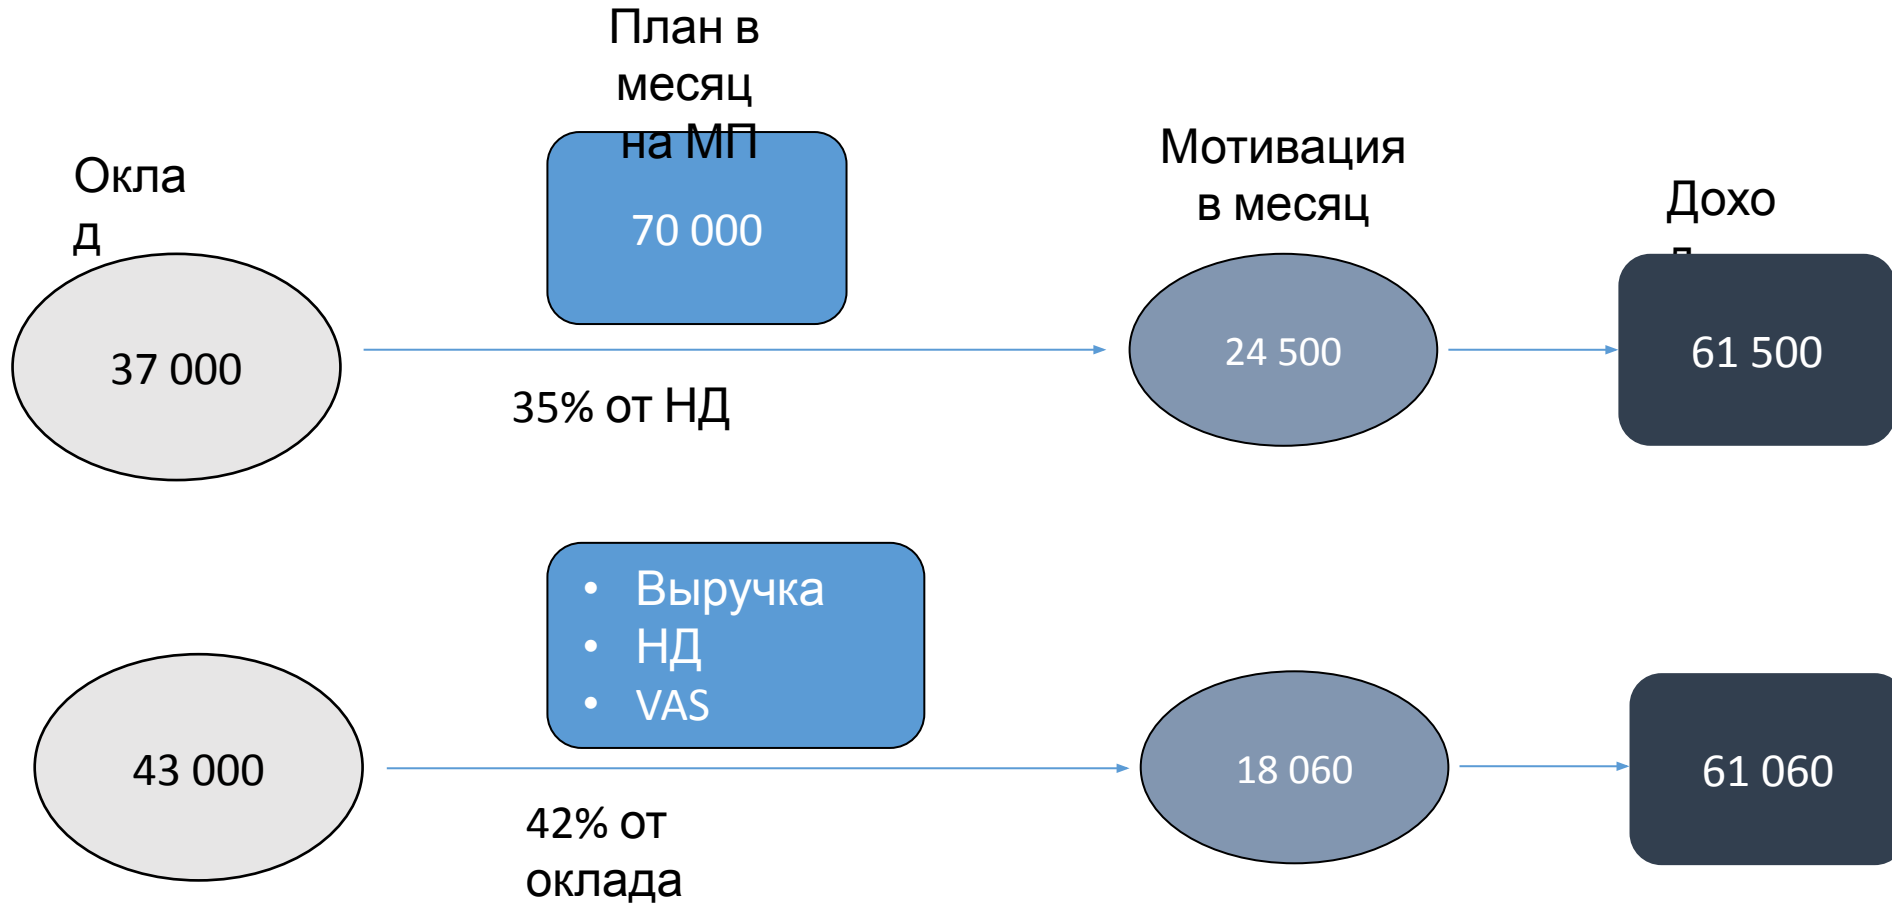 План в
месяц
на МП
Окла
д
70 000
Мотивация
в месяц
Дохо
37 000
35% от НД
24 500
61 500
• Выручка
• НД
• VAS
43 000
42% от
оклада
18 060
61 060